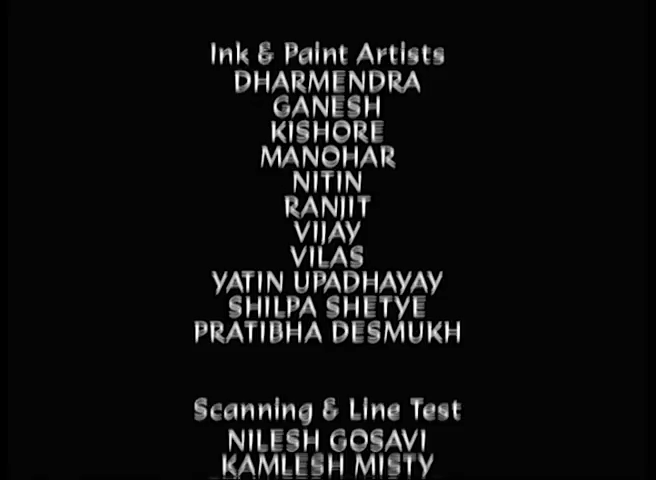 Ink & Paint Artists
DHARMENDRA
GANESH
KISHORE
MANOHAR
NITIN
RANJIT
VIJAY
VILAS
YATIN UPADHAYAY
SHILPA SHETYE
PRATIBHA DESMUKH
Scanning & Line Test
NILESH GOSAVI
KAMLESH MISTY